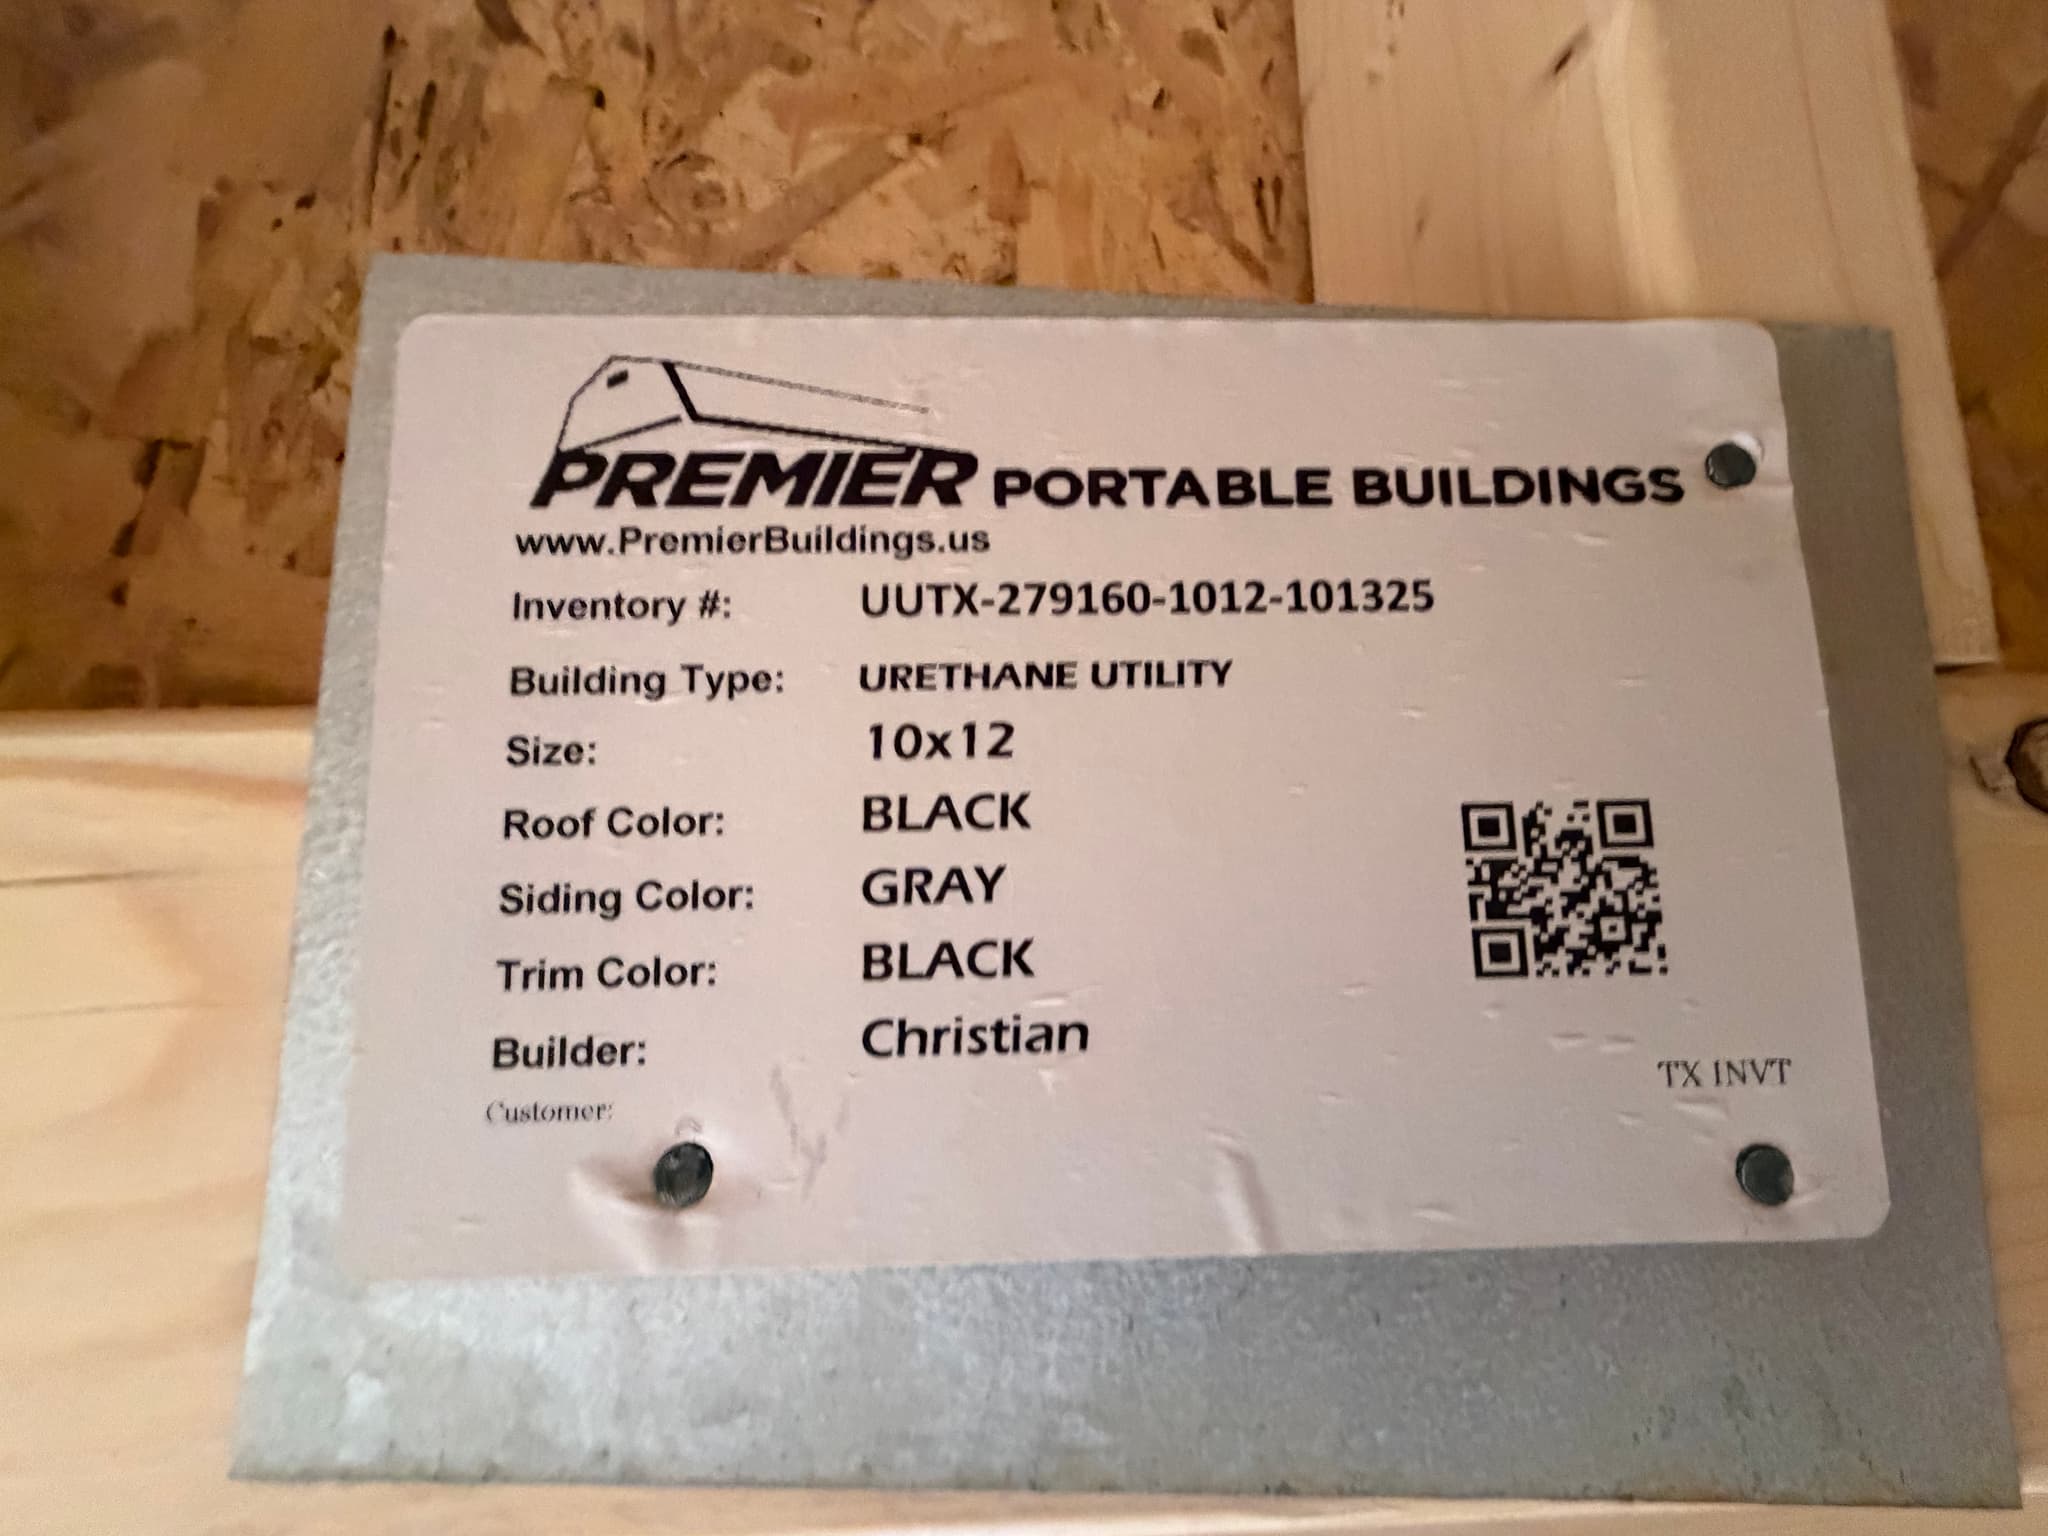 PREMIER PORTABLE BUILDINGS
www.PremierBuildings.us
Inventory #: UUTX-279160-1012-101325
Building Type: URETHANE UTILITY
Size: 10x12
Roof Color: BLACK
Siding Color: GRAY
Trim Color: BLACK
Builder: Christian
TX INVT
Customer: